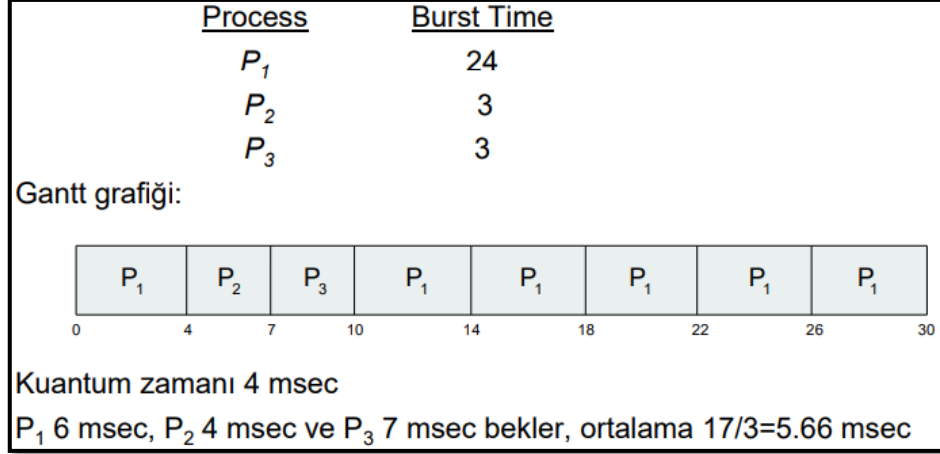 Process Burst Time
P1 24
P2 3
P3 3
Gantt grafiği:
P1 P2 P3 P1 P1 P1 P1 P1
0 4 7 10 14 18 22 26 30
Kuantum zamanı 4 msec
P1 6 msec, P2 4 msec ve P3 7 msec bekler, ortalama 17/3=5.66 msec